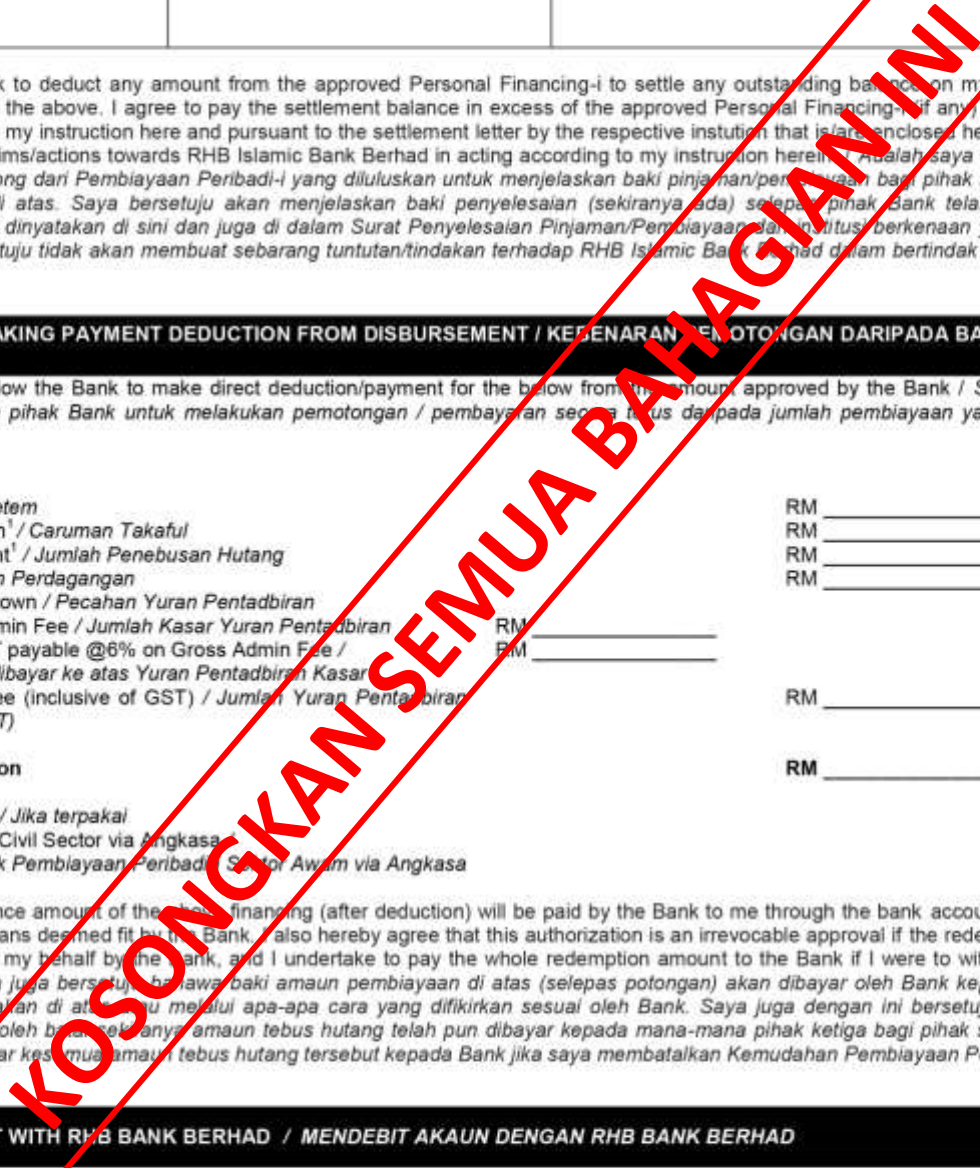 k to deduct any amount from the approved Personal Financing-i to settle any outstanding balance on m
the above. I agree to pay the settlement balance in excess of the approved Personal Financing-i if any
my instruction here and pursuant to the settlement letter by the respective instution that is/are enclosed he
ims/actions towards RHB Islamic Bank Berhad in acting according to my instruction herein. / Adalah saya
ong dari Pembiayaan Peribadi-i yang diluluskan untuk menjelaskan baki pinjaman/pembiayaan bagi pihak
i atas. Saya bersetuju akan menjelaskan baki penyelesaian (sekiranya ada) selepas pihak Bank tela
dinyatakan di sini dan juga di dalam Surat Penyelesaian Pinjaman/Pembiayaan dari institusi berkenaan
tuju tidak akan membuat sebarang tuntutan/tindakan terhadap RHB Islamic Bank Berhad dalam bertindak
AKING PAYMENT DEDUCTION FROM DISBURSEMENT / KEBENARAN PEMOTONGAN DARIPADA BA
low the Bank to make direct deduction/payment for the below from the amount approved by the Bank / S
pihak Bank untuk melakukan pemotongan / pembayaran secara terus daripada jumlah pembiayaan ya
etem RM
n¹ / Caruman Takaful RM
nt¹ / Jumlah Penebusan Hutang RM
n Perdagangan RM
own / Pecahan Yuran Pentadbiran
min Fee / Jumlah Kasar Yuran Pentadbiran RM
payable @6% on Gross Admin Fee / RM
ibayar ke atas Yuran Pentadbiran Kasar
ee (inclusive of GST) / Jumlah Yuran Pentadbiran RM
T)
on RM
/ Jika terpakai
Civil Sector via Angkasa
k Pembiayaan Peribadi Sektor Awam via Angkasa
nce amount of the above financing (after deduction) will be paid by the Bank to me through the bank acco
ans deemed fit by the Bank. I also hereby agree that this authorization is an irrevocable approval if the rede
my behalf by the Bank, and I undertake to pay the whole redemption amount to the Bank if I were to wi
juga bersetuju bahawa baki amaun pembiayaan di atas (selepas potongan) akan dibayar oleh Bank kep
akan di atas atau melalui apa-apa cara yang difikirkan sesuai oleh Bank. Saya juga dengan ini bersetu
oleh sekiranya amaun tebus hutang telah pun dibayar kepada mana-mana pihak ketiga bagi pihak
ar kesemua amaun tebus hutang tersebut kepada Bank jika saya membatalkan Kemudahan Pembiayaan P
T WITH RHB BANK BERHAD / MENDEBIT AKAUN DENGAN RHB BANK BERHAD
KOSONGKAN SEMUA BAHAGIAN INI